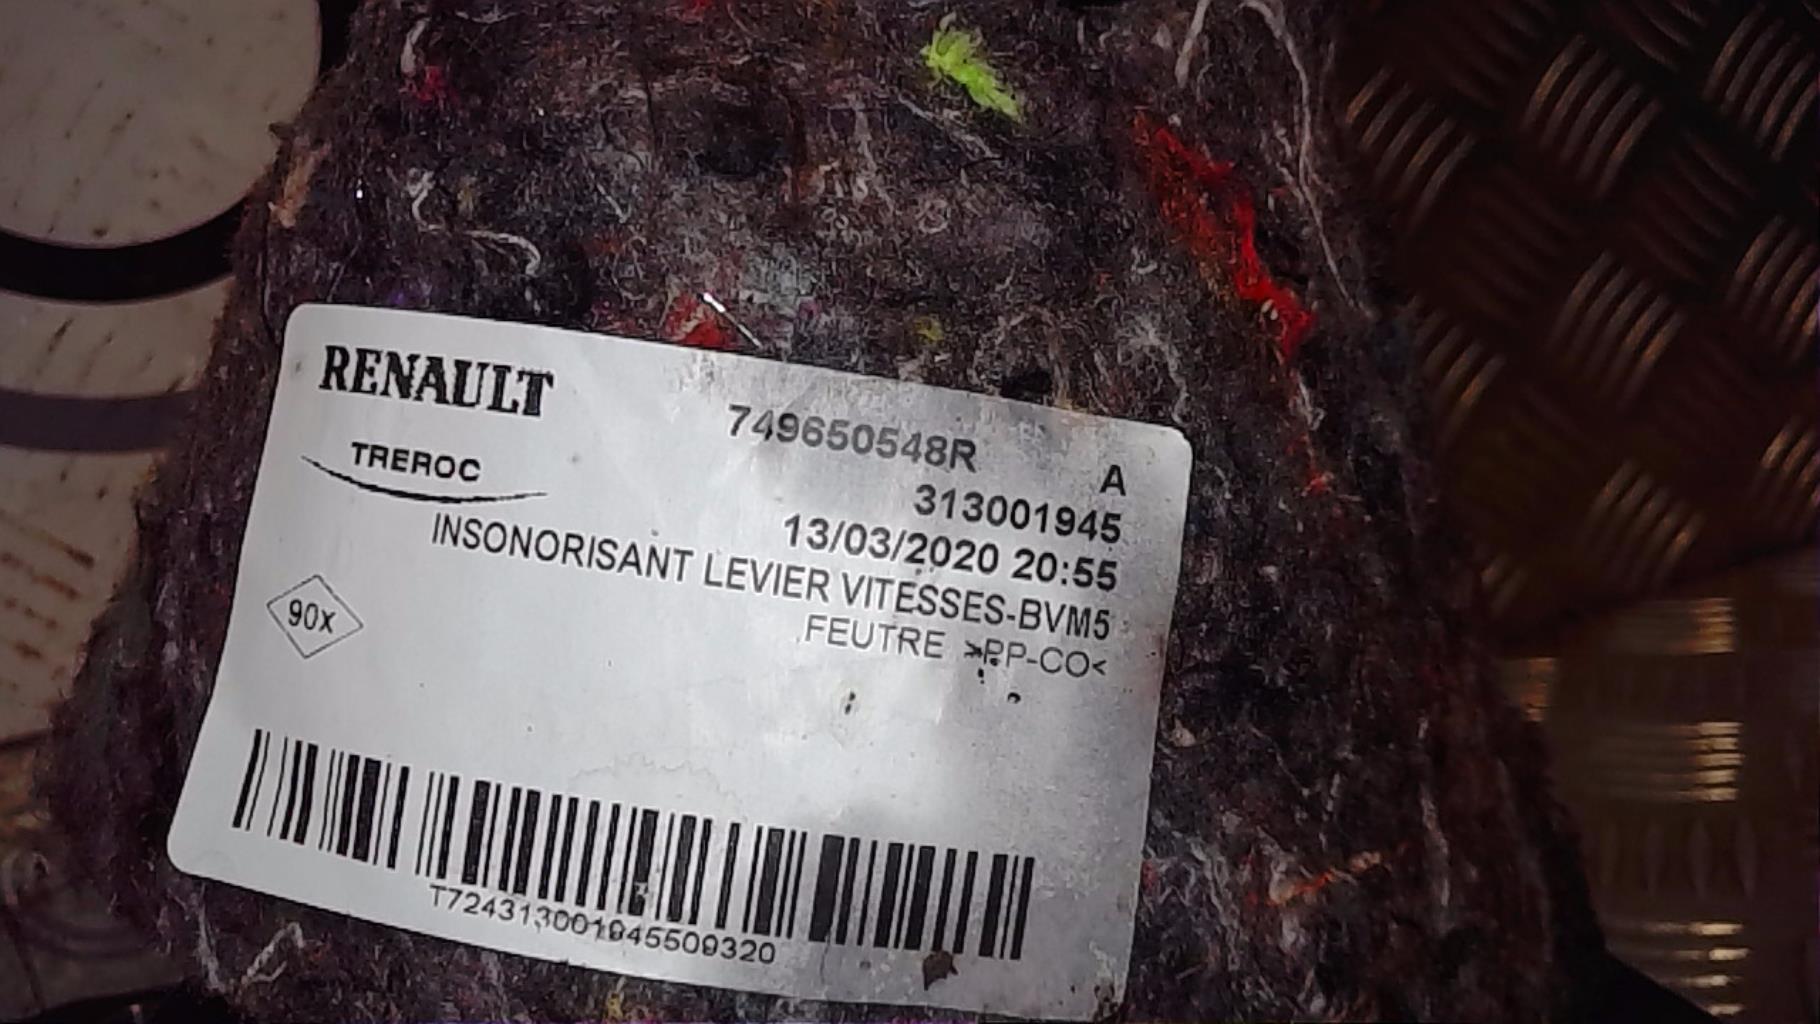 RENAULT
749650548R
TREROC
A
313001945
13/03/2020 20:55
INSONORISANT LEVIER VITESSES-BVM5
FEUTRE >PP-CO<
90x
T724313001945509320